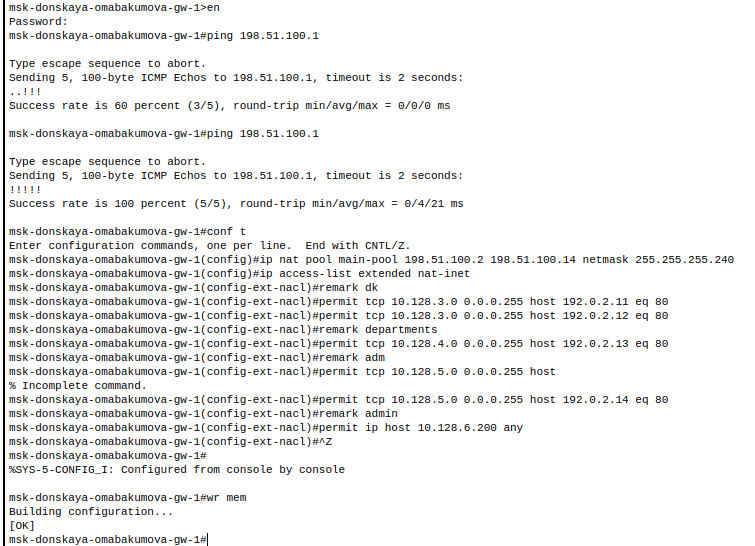 msk-donskaya-omabakumova-gw-1>en
Password:
msk-donskaya-omabakumova-gw-1#ping 198.51.100.1
Type escape sequence to abort.
Sending 5, 100-byte ICMP Echos to 198.51.100.1, timeout is 2 seconds:
..!!!
Success rate is 60 percent (3/5), round-trip min/avg/max = 0/0/0 ms
msk-donskaya-omabakumova-gw-1#ping 198.51.100.1
Type escape sequence to abort.
Sending 5, 100-byte ICMP Echos to 198.51.100.1, timeout is 2 seconds:
!!!!!
Success rate is 100 percent (5/5), round-trip min/avg/max = 0/4/21 ms
msk-donskaya-omabakumova-gw-1#conf t
Enter configuration commands, one per line.  End with CNTL/Z.
msk-donskaya-omabakumova-gw-1(config)#ip nat pool main-pool 198.51.100.2 198.51.100.14 netmask 255.255.255.240
msk-donskaya-omabakumova-gw-1(config)#ip access-list extended nat-inet
msk-donskaya-omabakumova-gw-1(config-ext-nacl)#remark dk
msk-donskaya-omabakumova-gw-1(config-ext-nacl)#permit tcp 10.128.3.0 0.0.0.255 host 192.0.2.11 eq 80
msk-donskaya-omabakumova-gw-1(config-ext-nacl)#permit tcp 10.128.3.0 0.0.0.255 host 192.0.2.12 eq 80
msk-donskaya-omabakumova-gw-1(config-ext-nacl)#remark departments
msk-donskaya-omabakumova-gw-1(config-ext-nacl)#permit tcp 10.128.4.0 0.0.0.255 host 192.0.2.13 eq 80
msk-donskaya-omabakumova-gw-1(config-ext-nacl)#remark adm
msk-donskaya-omabakumova-gw-1(config-ext-nacl)#permit tcp 10.128.5.0 0.0.0.255 host
% Incomplete command.
msk-donskaya-omabakumova-gw-1(config-ext-nacl)#permit tcp 10.128.5.0 0.0.0.255 host 192.0.2.14 eq 80
msk-donskaya-omabakumova-gw-1(config-ext-nacl)#remark admin
msk-donskaya-omabakumova-gw-1(config-ext-nacl)#permit ip host 10.128.6.200 any
msk-donskaya-omabakumova-gw-1(config-ext-nacl)#^Z
msk-donskaya-omabakumova-gw-1#
%SYS-5-CONFIG_I: Configured from console by console
msk-donskaya-omabakumova-gw-1#wr mem
Building configuration...
[OK]
msk-donskaya-omabakumova-gw-1#